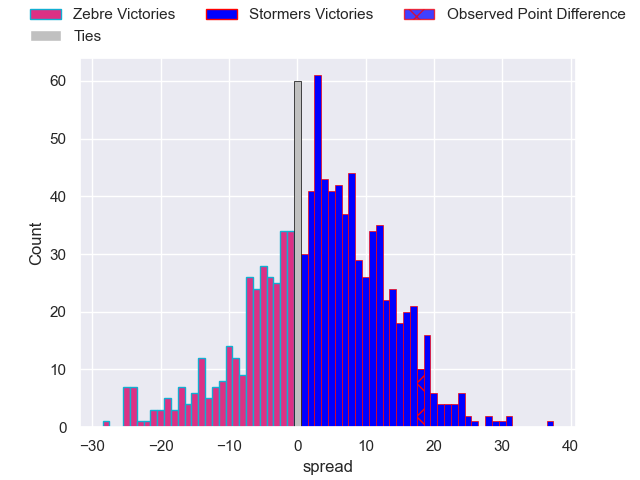 Zebre Victories Stormers Victories Observed Point Difference
Ties
60
50
40
30
20
10
0
Count
−30 −20 −10 0 10 20 30 40
spread